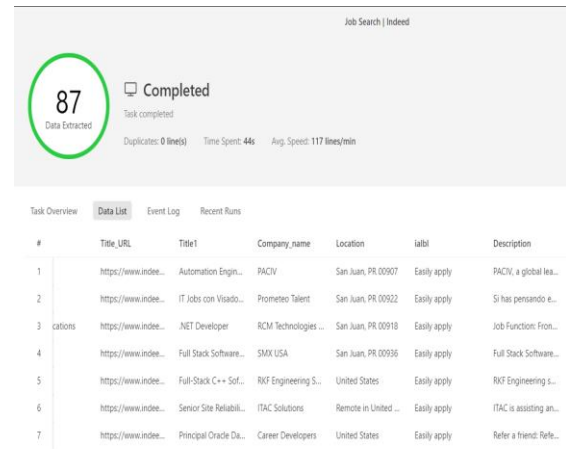 Job Search | Indeed
87
Data Extracted
Completed
Task completed
Duplicates: 0 line(s) Time Spent: 44s Avg. Speed: 117 lines/min
Task Overview Data List Event Log Recent Runs
# Title_URL Title1 Company_name Location ialbl Description
1 https://www.indee... Automation Engin... PACIV San Juan, PR 00907 Easily apply PACIV, a global lea...
2 https://www.indee... IT Jobs con Visado... Prometeo Talent San Juan, PR 00922 Easily apply Si has pensando e...
3 cations https://www.indee... .NET Developer RCM Technologies ... San Juan, PR 00918 Easily apply Job Function: Fron...
4 https://www.indee... Full Stack Software... SMX USA San Juan, PR 00936 Easily apply Full Stack Software...
5 https://www.indee... Full-Stack C++ Sof... RKF Engineering S... United States Easily apply RKF Engineering s...
6 https://www.indee... Senior Site Reliabili... ITAC Solutions Remote in United ... Easily apply ITAC is assisting an...
7 https://www.indee... Principal Oracle Da... Career Developers United States Easily apply Refer a friend: Refe...